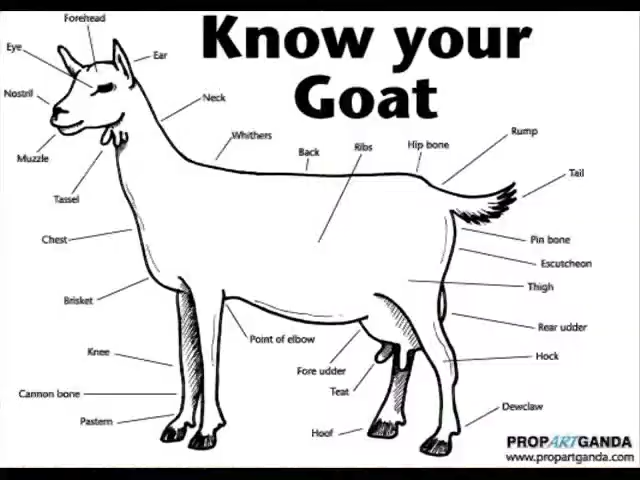 Know your
Goat
Forehead
Eye
Ear
Nostril
Neck
Muzzle
Whithers
Back
Ribs
Hip bone
Rump
Tail
Tassel
Chest
Pin bone
Escutcheon
Thigh
Brisket
Rear udder
Point of elbow
Knee
Hock
Fore udder
Teat
Cannon bone
Dewclaw
Pastern
Hoof
PROPARTGANDA
www.propartganda.com